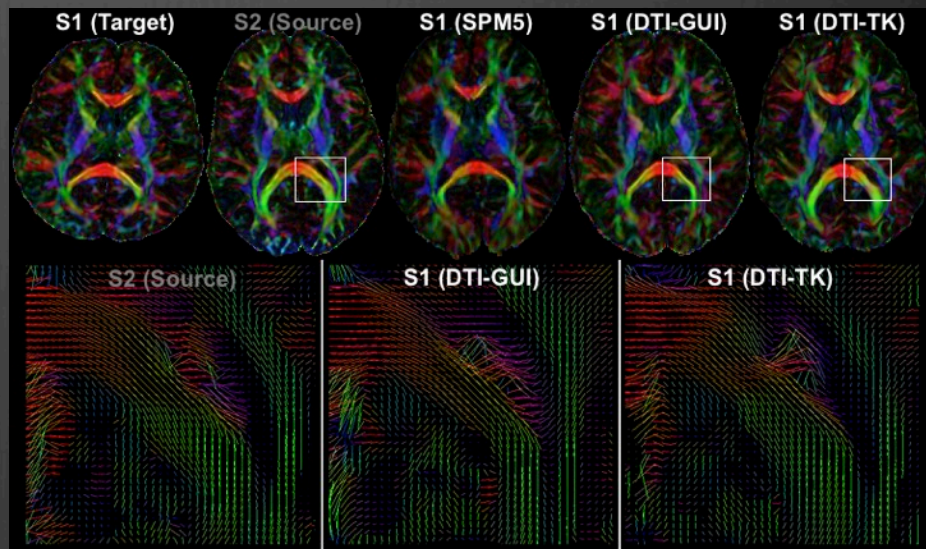 S1 (Target) S2 (Source) S1 (SPM5) S1 (DTI-GUI) S1 (DTI-TK)
S2 (Source) S1 (DTI-GUI) S1 (DTI-TK)